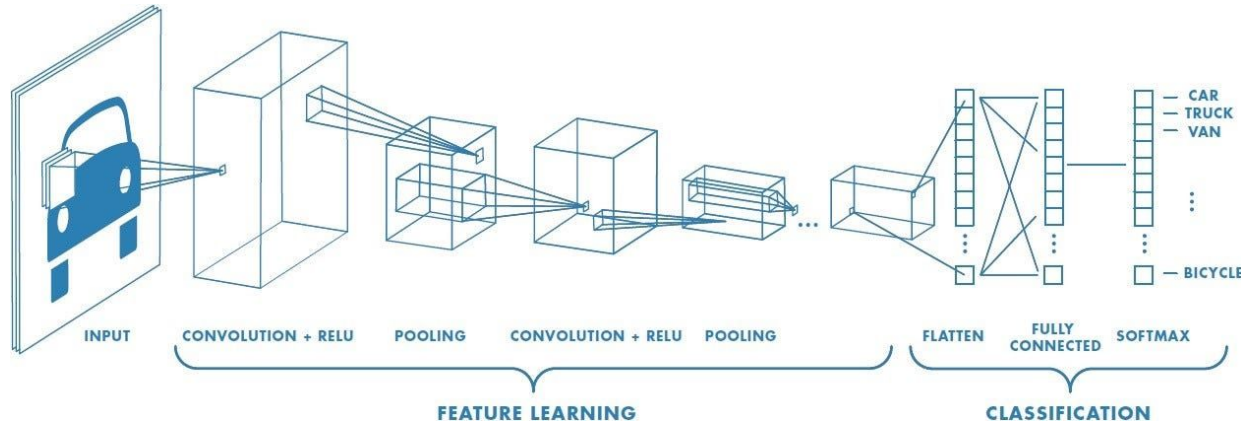 CAR
TRUCK
VAN
BICYCLE
INPUT
CONVOLUTION + RELU
POOLING
CONVOLUTION + RELU
POOLING
FLATTEN
FULLY
CONNECTED
SOFTMAX
FEATURE LEARNING
CLASSIFICATION